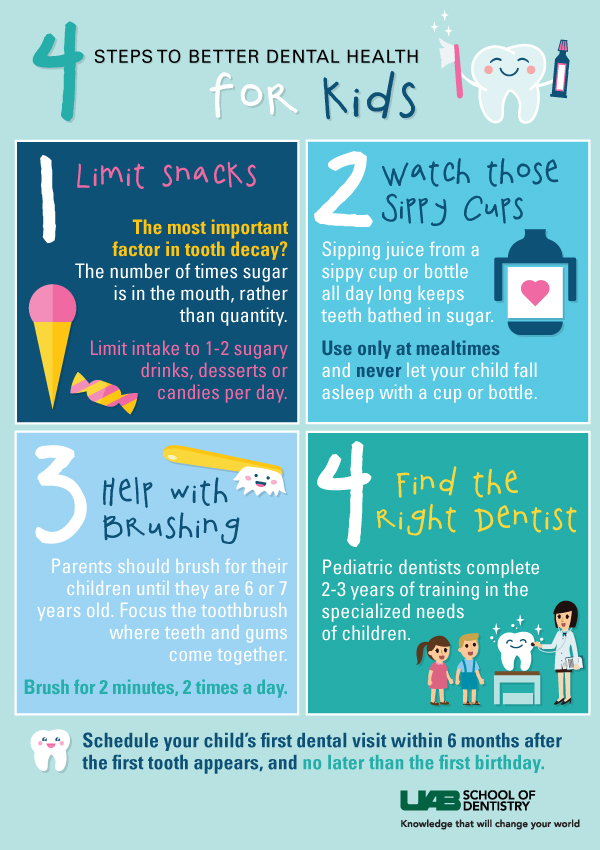 4 STEPS TO BETTER DENTAL HEALTH
for Kids
1 Limit snacks
The most important
factor in tooth decay?
The number of times sugar
is in the mouth, rather
than quantity.
Limit intake to 1-2 sugary
drinks, desserts or
candies per day.
2 Watch those
Sippy Cups
Sipping juice from a
sippy cup or bottle
all day long keeps
teeth bathed in sugar.
Use only at mealtimes
and never let your child fall
asleep with a cup or bottle.
3 Help with
Brushing
Parents should brush for their
children until they are 6 or 7
years old. Focus the toothbrush
where teeth and gums
come together.
Brush for 2 minutes, 2 times a day.
4 Find the
Right Dentist
Pediatric dentists complete
2-3 years of training in the
specialized needs
of children.
Schedule your child's first dental visit within 6 months after
the first tooth appears, and no later than the first birthday.
UAB SCHOOL OF
DENTISTRY
Knowledge that will change your world